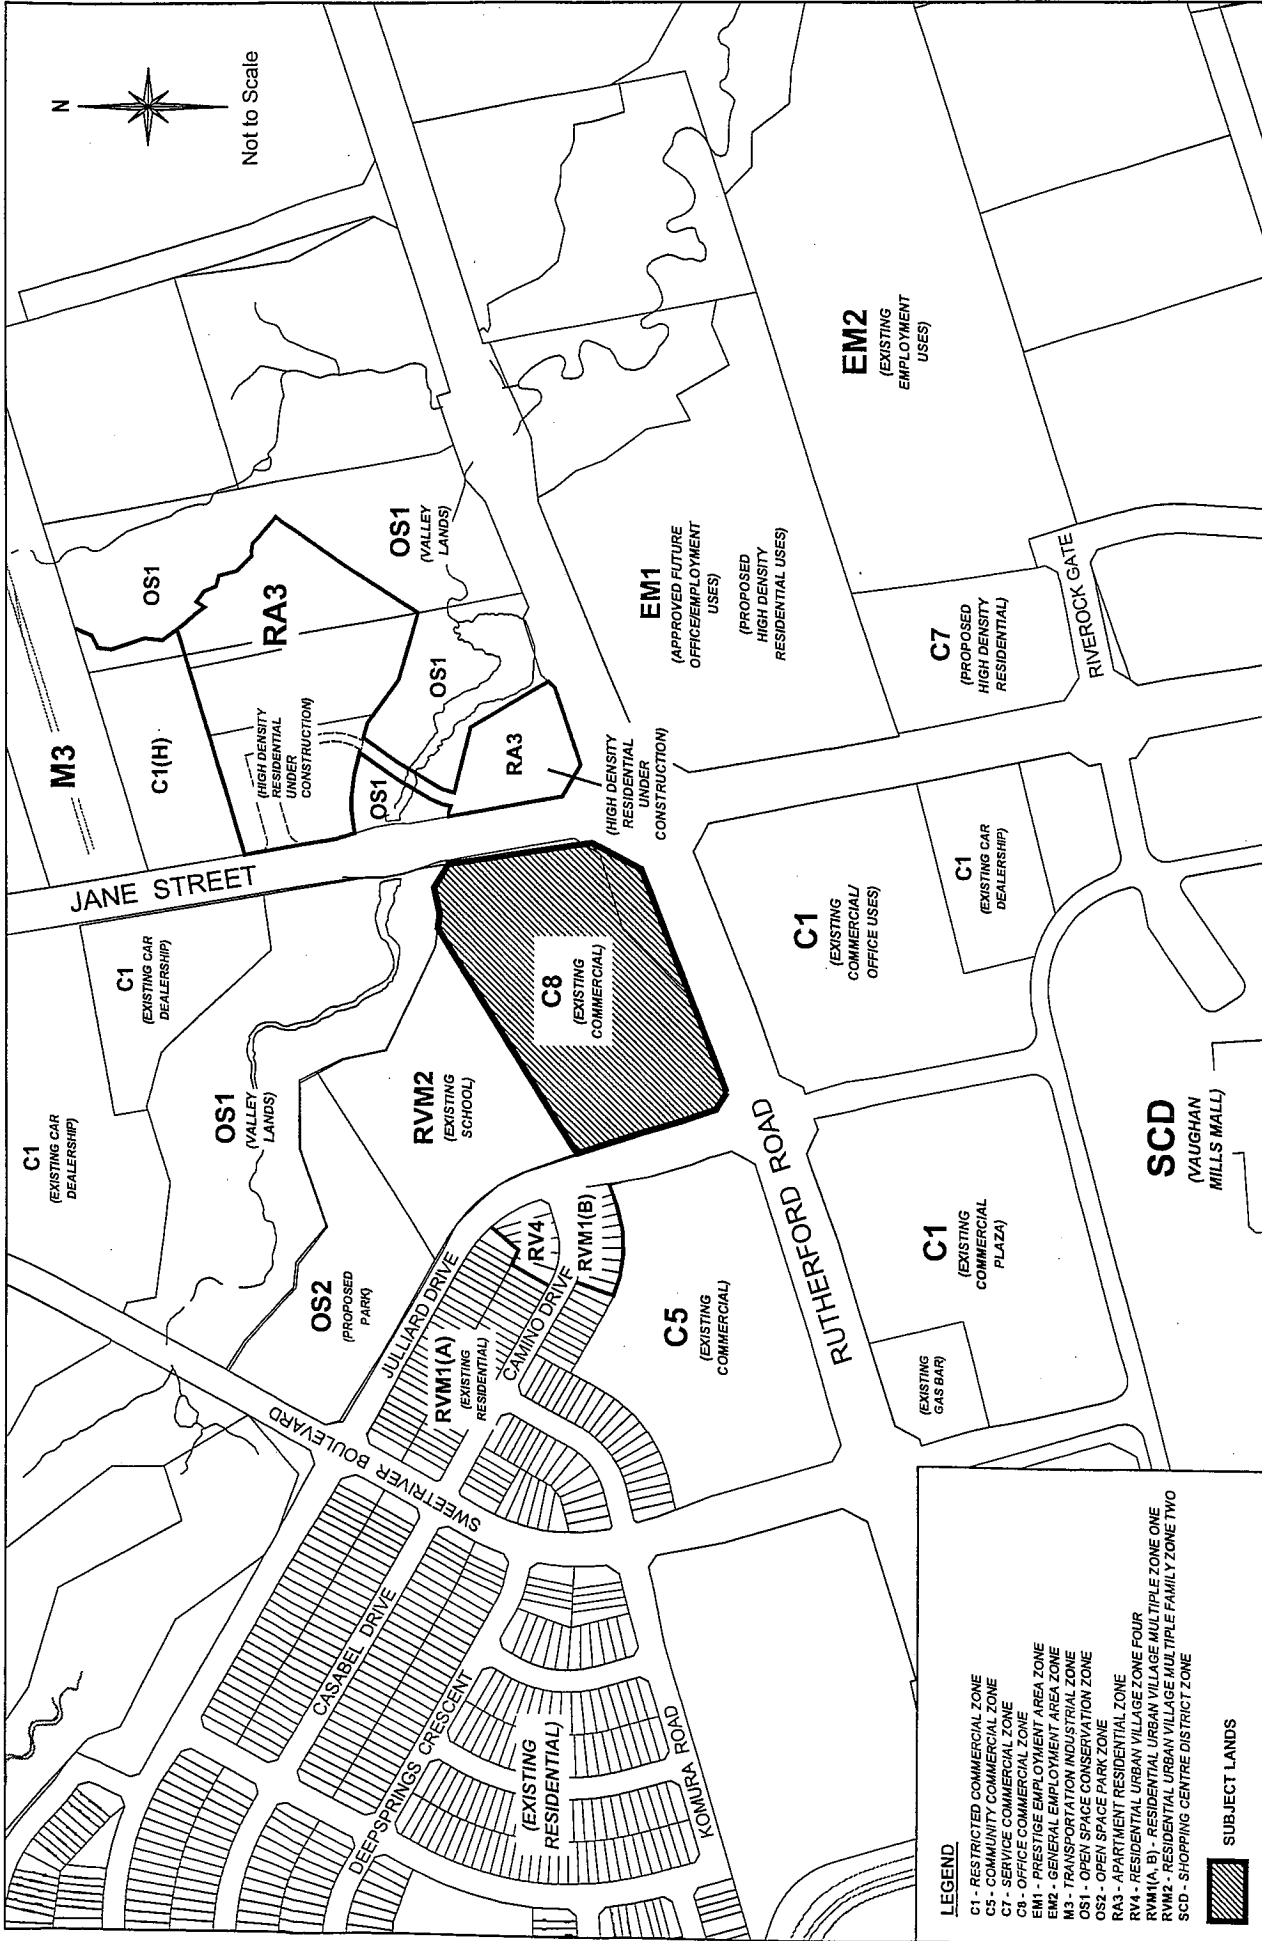 N
Not to Scale
M3
C1(H)
OS1
RA3
OS1
(VALLEY
LANDS)
(HIGH DENSITY
RESIDENTIAL
UNDER
CONSTRUCTION)
OS1
OS1
RA3
(HIGH DENSITY
RESIDENTIAL
UNDER
CONSTRUCTION)
EM1
(APPROVED FUTURE
OFFICE/EMPLOYMENT
USES)
(PROPOSED
HIGH DENSITY
RESIDENTIAL USES)
EM2
(EXISTING
EMPLOYMENT
USES)
C7
(PROPOSED
HIGH DENSITY
RESIDENTIAL)
RIVEROCK GATE
JANE STREET
C1
(EXISTING CAR
DEALERSHIP)
C1
(EXISTING CAR
DEALERSHIP)
OS1
(VALLEY
LANDS)
RVM2
(EXISTING
SCHOOL)
C8
(EXISTING
COMMERCIAL)
C1
(EXISTING
COMMERCIAL/
OFFICE USES)
C1
(EXISTING CAR
DEALERSHIP)
OS2
(PROPOSED
PARK)
JULLIARD DRIVE
RV4
RVM1(B)
RVM1(A)
(EXISTING
RESIDENTIAL)
CAMINO DRIVE
C5
(EXISTING
COMMERCIAL)
RUTHERFORD ROAD
C1
(EXISTING
COMMERCIAL
PLAZA)
(EXISTING
GAS BAR)
SCD
(VAUGHAN
MILLS MALL)
SWEETRIVER BOULEVARD
CASABEL DRIVE
DEEPSPRINGS CRESCENT
(EXISTING
RESIDENTIAL)
KOMURA ROAD
LEGEND
C1 - RESTRICTED COMMERCIAL ZONE
C5 - COMMUNITY COMMERCIAL ZONE
C7 - SERVICE COMMERCIAL ZONE
C8 - OFFICE COMMERCIAL ZONE
EM1 - PRESTIGE EMPLOYMENT AREA ZONE
EM2 - GENERAL EMPLOYMENT AREA ZONE
M3 - TRANSPORTATION INDUSTRIAL ZONE
OS1 - OPEN SPACE CONSERVATION ZONE
OS2 - OPEN SPACE PARK ZONE
RA3 - APARTMENT RESIDENTIAL ZONE
RV4 - RESIDENTIAL URBAN VILLAGE ZONE FOUR
RVM1(A, B) - RESIDENTIAL URBAN VILLAGE MULTIPLE ZONE ONE
RVM2 - RESIDENTIAL URBAN VILLAGE MULTIPLE FAMILY ZONE TWO
SCD - SHOPPING CENTRE DISTRICT ZONE
SUBJECT LANDS